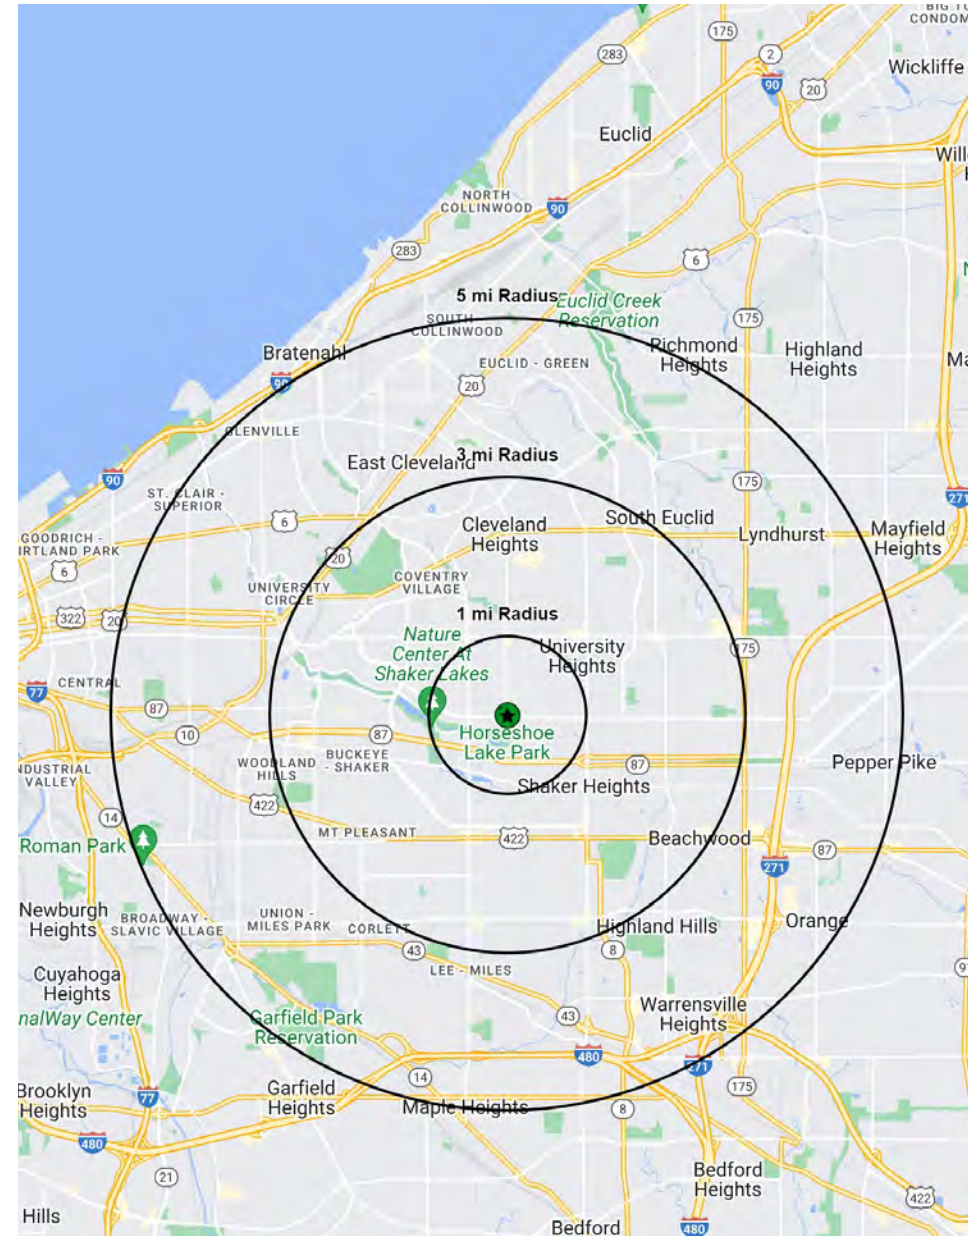 BIG TU
CONDOM
175
283
2
Wickliffe
90
20
Euclid
Will
H
NORTH
COLLINWOOD
90
283
6
N
5 mi Radius
Euclid Creek
Reservation
SOUTH
COLLINWOOD
175
Bratenahl
Richmond
Heights
Highland
Heights
Ma
EUCLID - GREEN
90
20
GLENVILLE
East Cleveland
3 mi Radius
90
175
271
ST. CLAIR -
SUPERIOR
6
Cleveland
Heights
South Euclid
Lyndhurst
Mayfield
Heights
GOODRICH -
IRTLAND PARK
6
20
COVENTRY
VILLAGE
UNIVERSITY
CIRCLE
322
20
1 mi Radius
Nature
Center At
Shaker Lakes
University
Heights
175
CENTRAL
77
87
10
87
Horseshoe
Lake Park
BUCKEYE
- SHAKER
WOODLAND
HILLS
87
Pepper Pike
NDUSTRIAL
VALLEY
Shaker Heights
422
14
MT PLEASANT
422
Beachwood
87
Roman Park
271
Newburgh
Heights
BROADWAY -
SLAVIC VILLAGE
UNION -
MILES PARK
CORLETT
Highland Hills
Orange
43
8
LEE - MILES
9
Cuyahoga
Heights
nalWay Center
Garfield Park
Reservation
43
Warrensville
Heights
480
271
14
175
Brooklyn
Heights
77
Garfield
Heights
Maple Heights
8
480
21
Bedford
Heights
422
Hills
Bedford
480